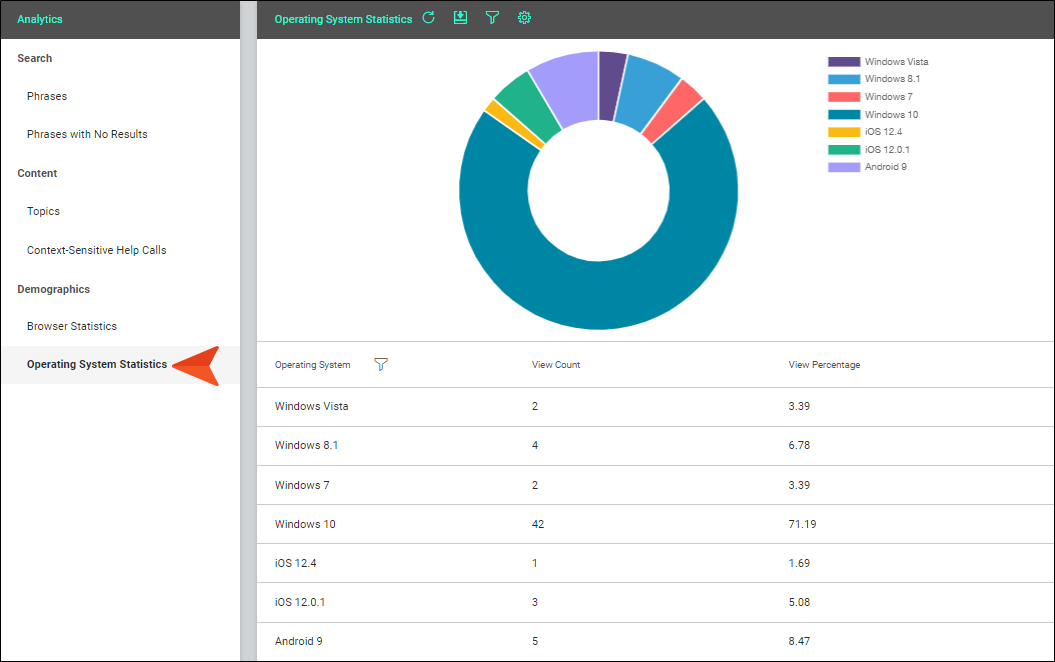 Analytics
Search
Phrases
Phrases with No Results
Content
Topics
Context-Sensitive Help Calls
Demographics
Browser Statistics
Operating System Statistics
Operating System Statistics
Windows Vista
Windows 8.1
Windows 7
Windows 10
iOS 12.4
iOS 12.0.1
Android 9
Operating System View Count View Percentage
Windows Vista 2 3.39
Windows 8.1 4 6.78
Windows 7 2 3.39
Windows 10 42 71.19
iOS 12.4 1 1.69
iOS 12.0.1 3 5.08
Android 9 5 8.47